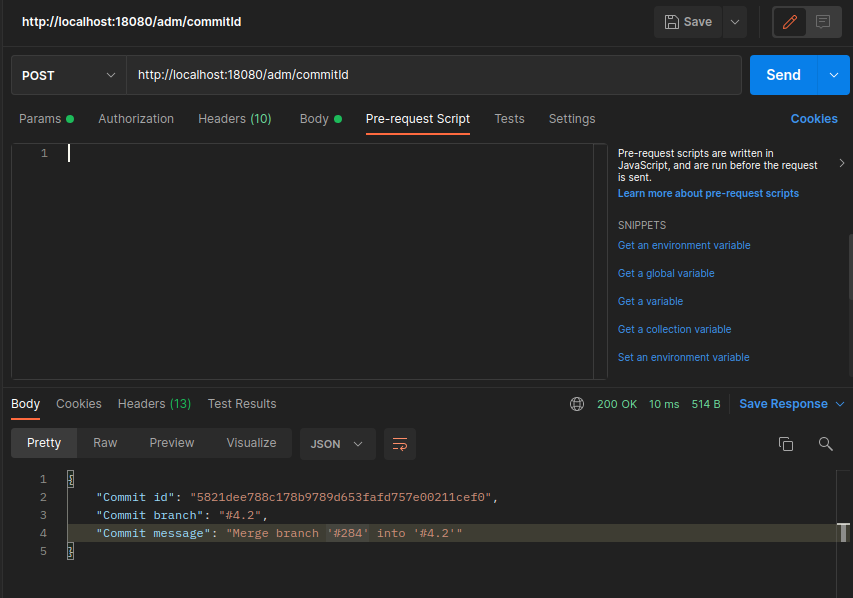 http://localhost:18080/adm/commitId
Save
POST
http://localhost:18080/adm/commitId
Send
Params
Authorization
Headers (10)
Body
Pre-request Script
Tests
Settings
Cookies
1
Pre-request scripts are written in
JavaScript, and are run before the request
is sent.
Learn more about pre-request scripts
SNIPPETS
Get an environment variable
Get a global variable
Get a variable
Get a collection variable
Set an environment variable
Body
Cookies
Headers (13)
Test Results
200 OK
10 ms
514 B
Save Response
Pretty
Raw
Preview
Visualize
JSON
1 {
2 "Commit id": "5821dee788c178b9789d653fafd757e00211cef0",
3 "Commit branch": "#4.2",
4 "Commit message": "Merge branch '#284' into '#4.2'"
5 }